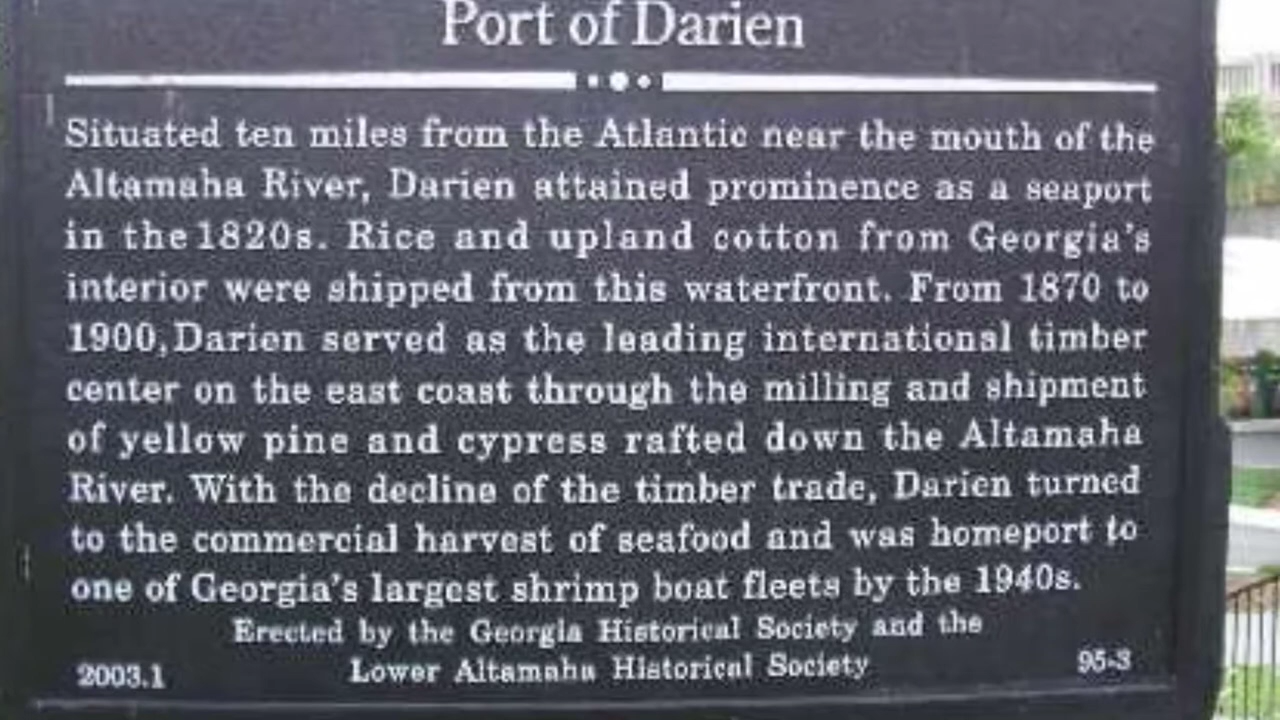 Port of Darien
Situated ten miles from the Atlantic near the mouth of the
Altamaha River, Darien attained prominence as a seaport
in the 1820s. Rice and upland cotton from Georgia's
interior were shipped from this waterfront. From 1870 to
1900, Darien served as the leading international timber
center on the east coast through the milling and shipment
of yellow pine and cypress rafted down the Altamaha
River. With the decline of the timber trade, Darien turned
to the commercial harvest of seafood and was homeport to
one of Georgia's largest shrimp boat fleets by the 1940s.
Erected by the Georgia Historical Society and the
Lower Altamaha Historical Society
2003.1
95-3